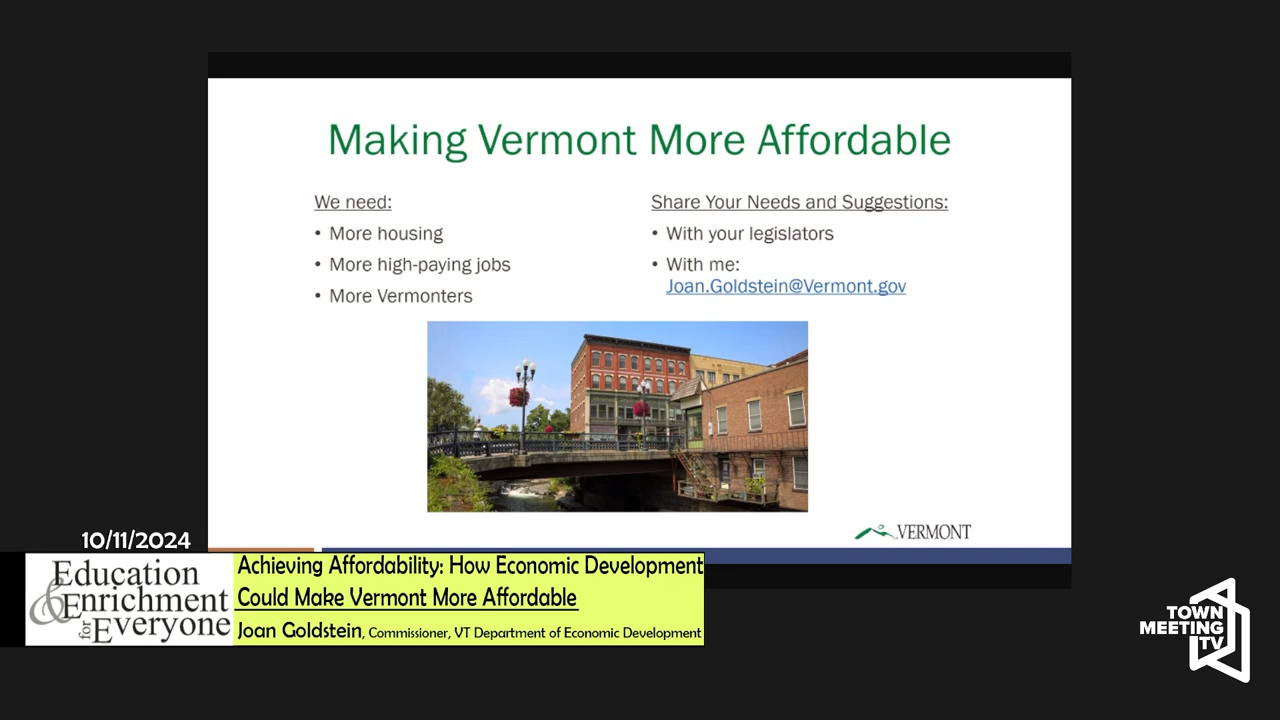 Making Vermont More Affordable
We need:
• More housing
• More high-paying jobs
• More Vermonters
Share Your Needs and Suggestions:
• With your legislators
• With me:
Joan.Goldstein@Vermont.gov
VERMONT
10/11/2024
Education
& Enrichment
for Everyone
Achieving Affordability: How Economic Development
Could Make Vermont More Affordable
Joan Goldstein, Commissioner, VT Department of Economic Development
TOWN
MEETING
TV